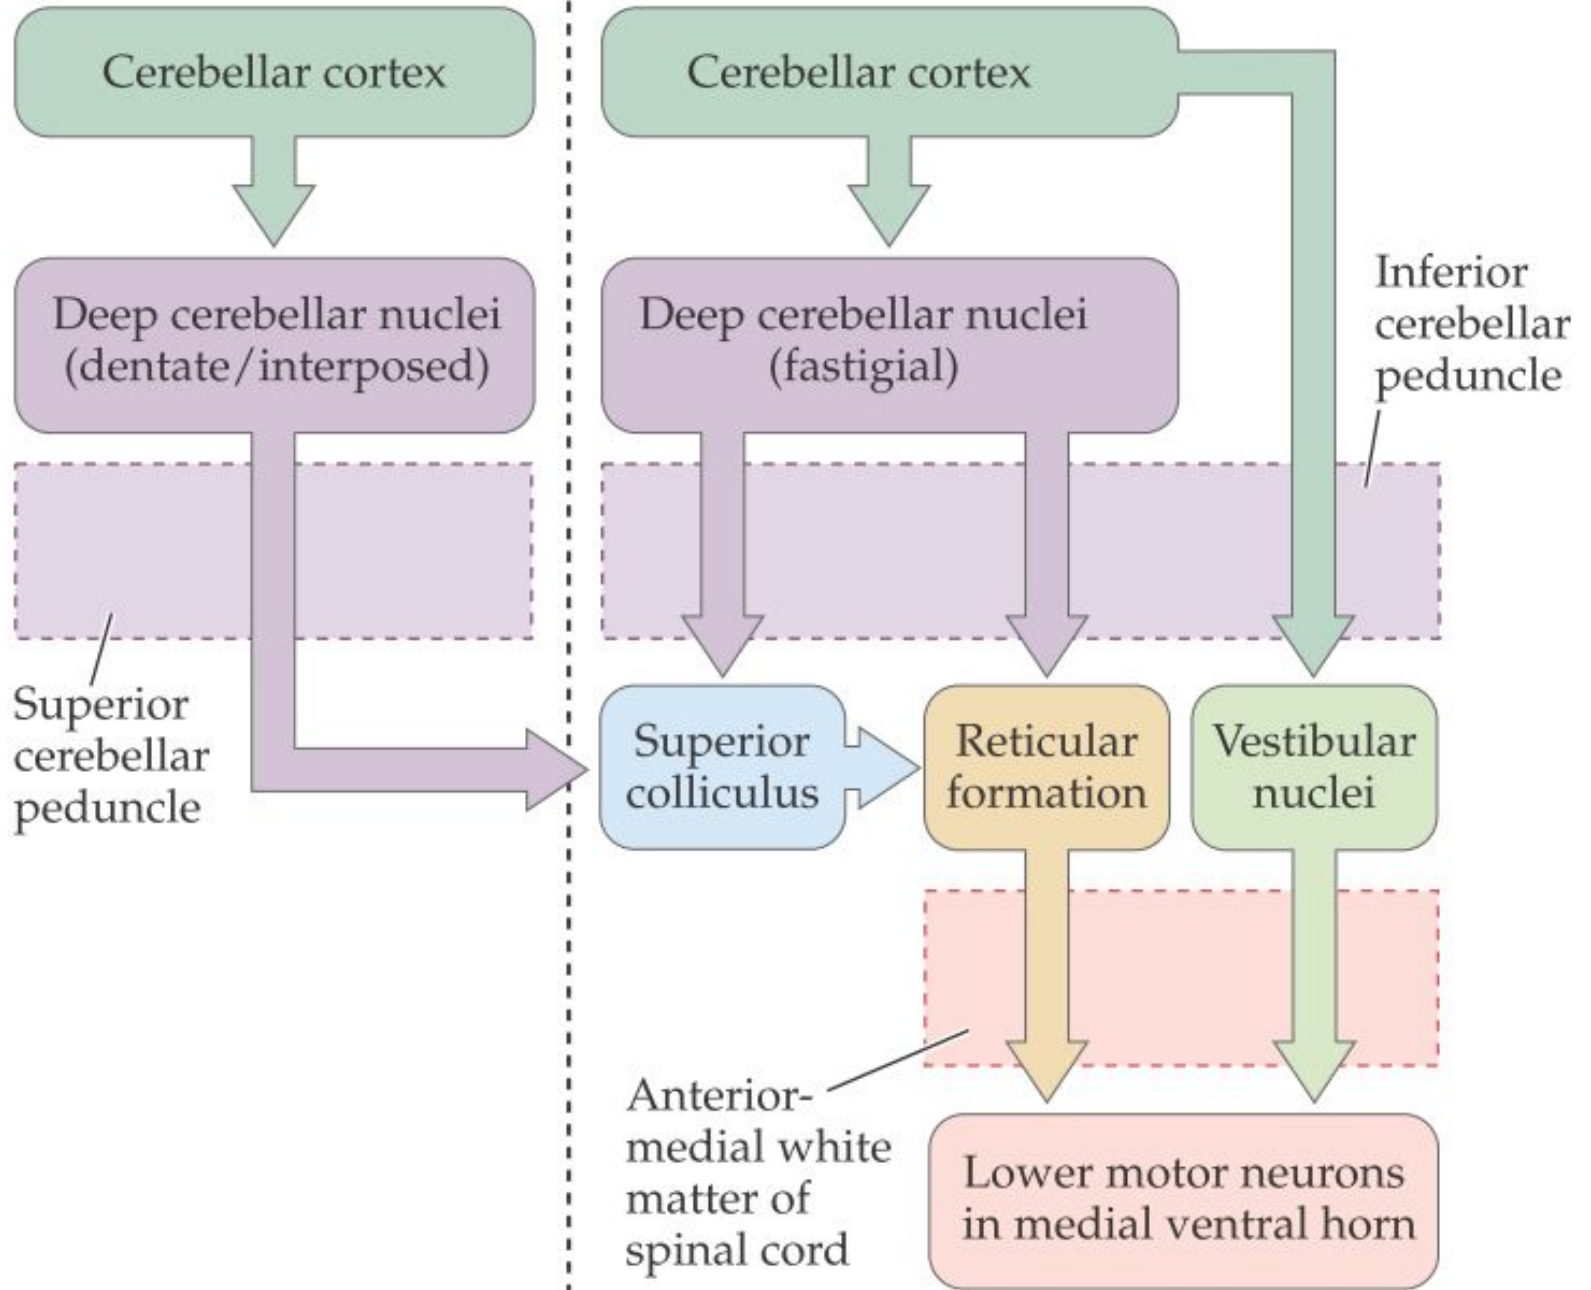 Cerebellar cortex
Cerebellar cortex
Deep cerebellar nuclei
(dentate/interposed)
Deep cerebellar nuclei
(fastigial)
Inferior
cerebellar
peduncle
Superior
cerebellar
peduncle
Superior
colliculus
Reticular
formation
Vestibular
nuclei
Anterior-
medial white
matter of
spinal cord
Lower motor neurons
in medial ventral horn